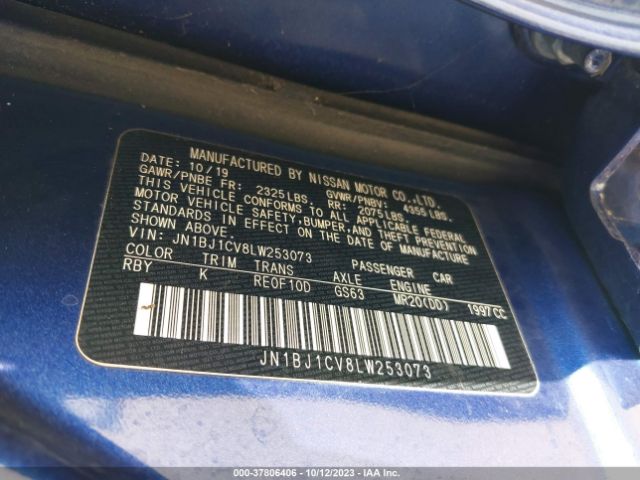 MANUFACTURED BY NISSAN MOTOR CO.,LTD.
DATE: 10/19 GVWR/PNBV: 4355 LBS.
GAWR/PNBE FR: 2325LBS. RR: 2075LBS.
THIS VEHICLE CONFORMS TO ALL APPLICABLE FEDERAL
MOTOR VEHICLE SAFETY,BUMPER,AND THEFT PREVENTION
STANDARDS IN EFFECT ON THE DATE OF MANUFACTURE
SHOWN ABOVE.
VIN: JN1BJ1CV8LW253073 PASSENGER CAR
COLOR TRIM TRANS AXLE ENGINE
RBY K RE0F10D GS63 MR20(DD) 1997CC
JN1BJ1CV8LW253073
000-37806406 - 10/12/2023 - IAA Inc.